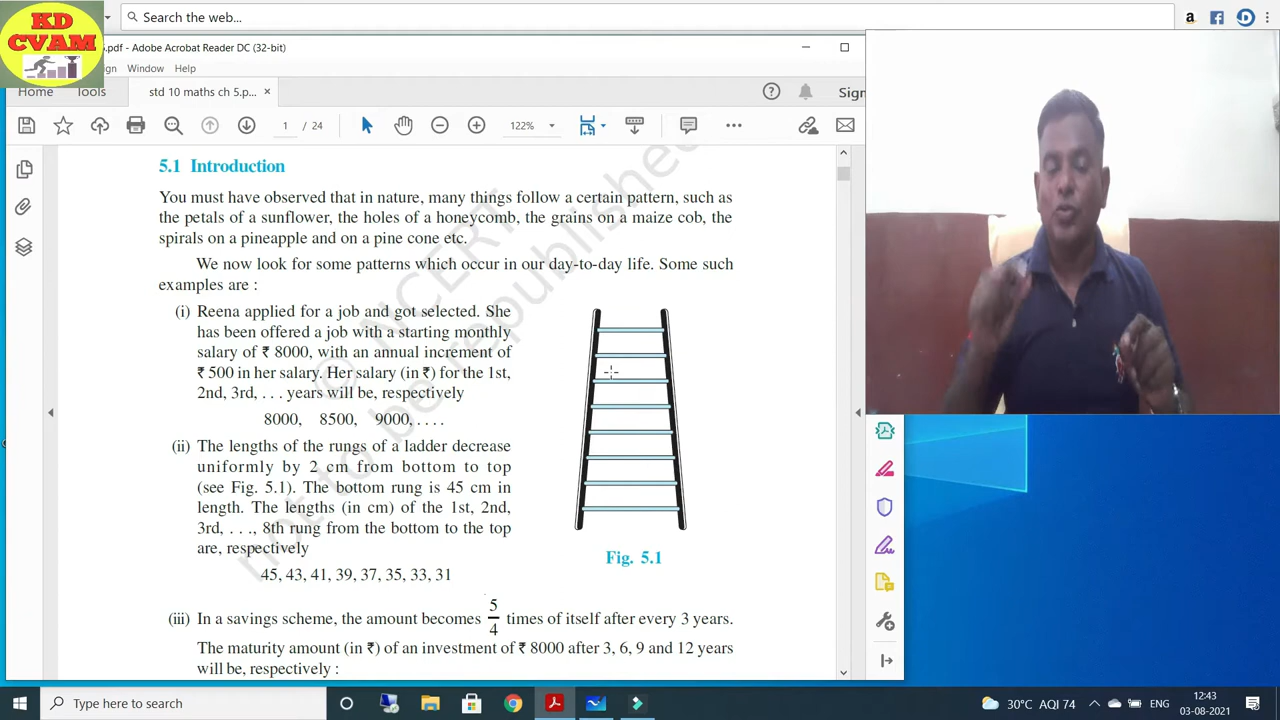 KD
CVAM
Search the web...
.pdf - Adobe Acrobat Reader DC (32-bit)
Window Help
Home Tools std 10 maths ch 5.p... × Sign
1 / 24 122%
5.1 Introduction
You must have observed that in nature, many things follow a certain pattern, such as
the petals of a sunflower, the holes of a honeycomb, the grains on a maize cob, the
spirals on a pineapple and on a pine cone etc.
We now look for some patterns which occur in our day-to-day life. Some such
examples are :
(i) Reena applied for a job and got selected. She
has been offered a job with a starting monthly
salary of ₹ 8000, with an annual increment of
₹ 500 in her salary. Her salary (in ₹) for the 1st,
2nd, 3rd, . . . years will be, respectively
8000, 8500, 9000, . . . .
(ii) The lengths of the rungs of a ladder decrease
uniformly by 2 cm from bottom to top
(see Fig. 5.1). The bottom rung is 45 cm in
length. The lengths (in cm) of the 1st, 2nd,
3rd, . . ., 8th rung from the bottom to the top
are, respectively
45, 43, 41, 39, 37, 35, 33, 31
Fig. 5.1
(iii) In a savings scheme, the amount becomes 5/4 times of itself after every 3 years.
The maturity amount (in ₹) of an investment of ₹ 8000 after 3, 6, 9 and 12 years
will be, respectively :
© NCERT
not to be republished
Type here to search
30°C AQI 74 ENG 12:43
03-08-2021